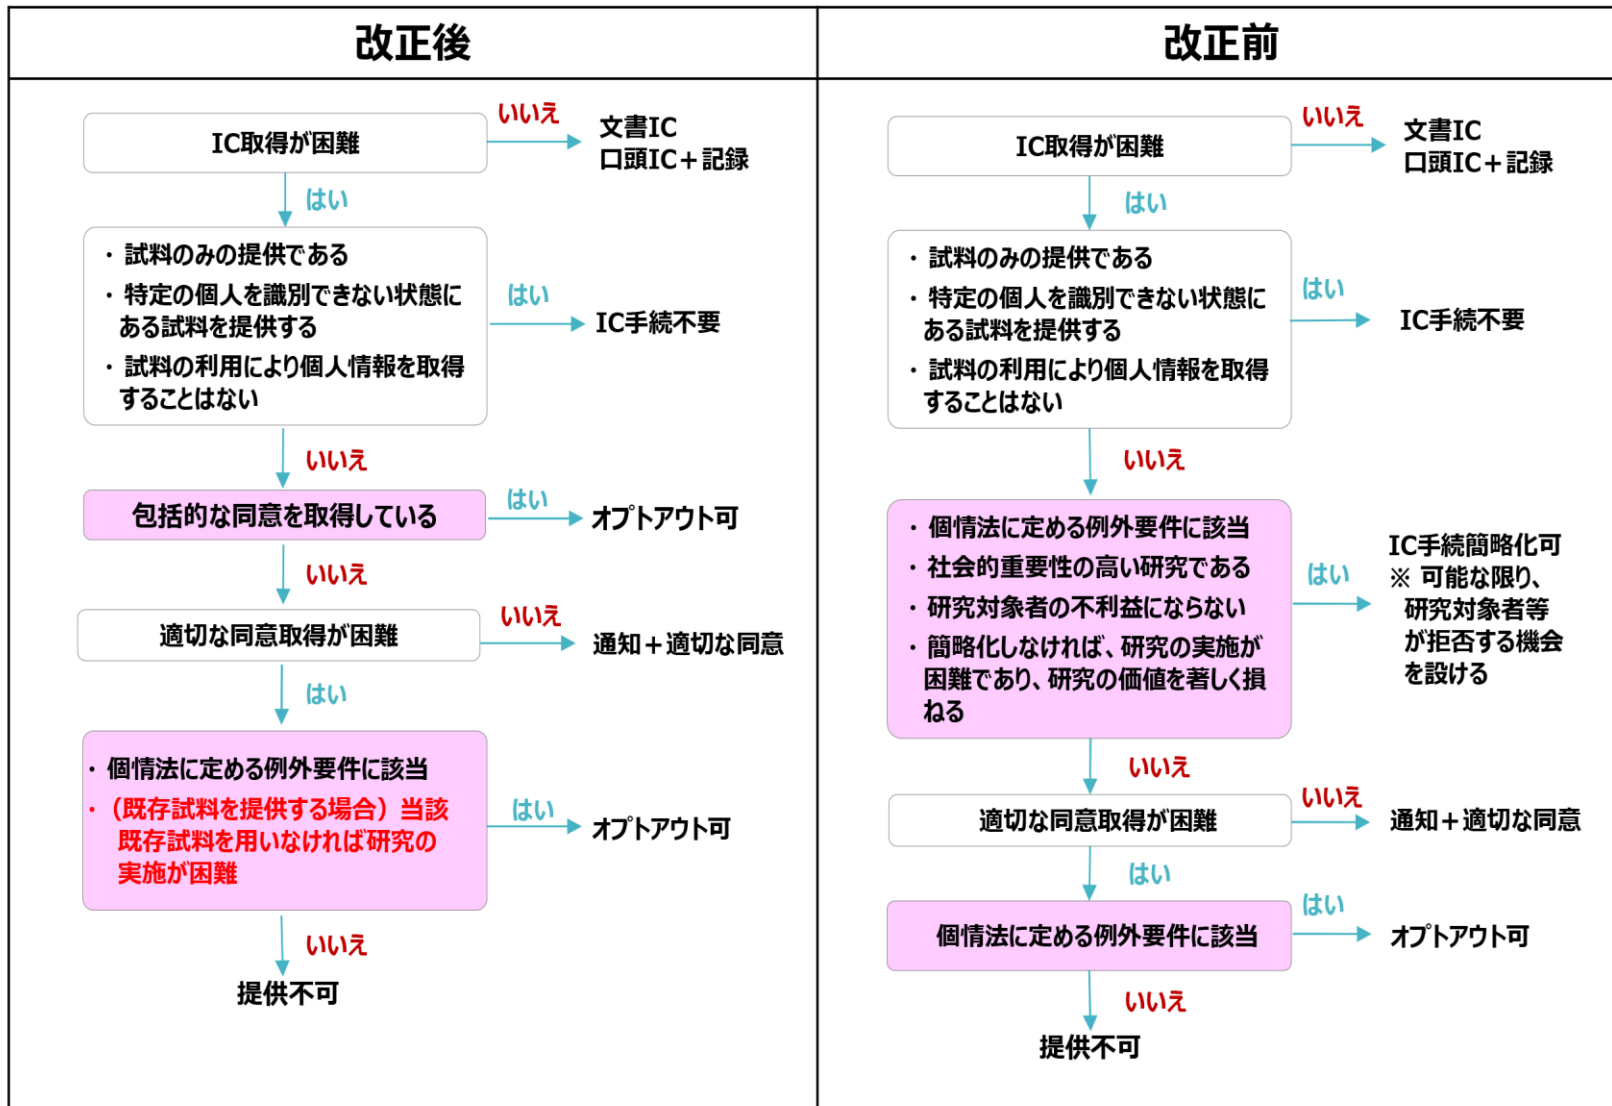 改正後
IC取得が困難
いいえ
文書IC
口頭IC＋記録
はい
・試料のみの提供である
・特定の個人を識別できない状態に
ある試料を提供する
・試料の利用により個人情報を取得
することはない
はい
IC手続不要
いいえ
包括的な同意を取得している
はい
オプトアウト可
いいえ
適切な同意取得が困難
いいえ
通知＋適切な同意
はい
・個情法に定める例外要件に該当
・（既存試料を提供する場合）当該
既存試料を用いなければ研究の
実施が困難
はい
オプトアウト可
いいえ
提供不可
改正前
IC取得が困難
いいえ
文書IC
口頭IC＋記録
はい
・試料のみの提供である
・特定の個人を識別できない状態に
ある試料を提供する
・試料の利用により個人情報を取得
することはない
はい
IC手続不要
いいえ
・個情法に定める例外要件に該当
・社会的重要性の高い研究である
・研究対象者の不利益にならない
・簡略化しなければ、研究の実施が
困難であり、研究の価値を著しく損
ねる
はい
IC手続簡略化可
※ 可能な限り、
研究対象者等
が拒否する機会
を設ける
いいえ
適切な同意取得が困難
いいえ
通知＋適切な同意
はい
個情法に定める例外要件に該当
はい
オプトアウト可
いいえ
提供不可